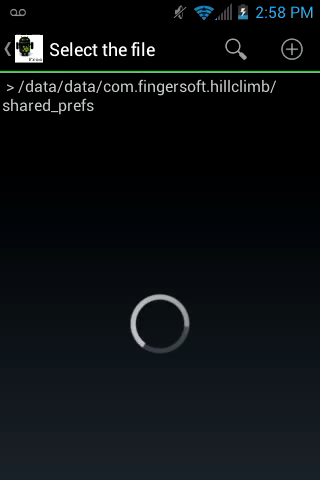 2:58 PM
Select the file
> /data/data/com.fingersoft.hillclimb/
shared_prefs